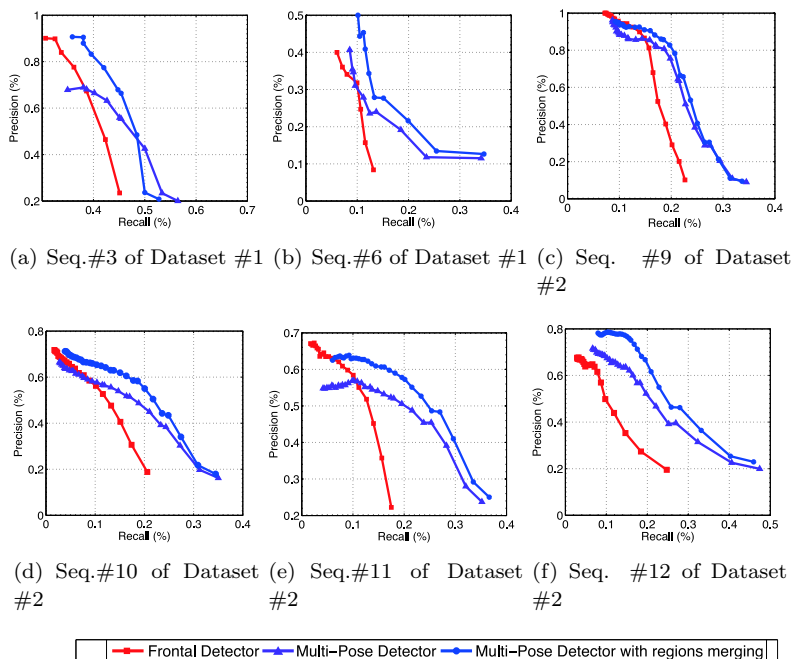 1
0.8
0.6
0.4
0.2
0.4 0.5 0.6 0.7
Precision (%)
Recall (%)
0.5
0.4
0.3
0.2
0.1
0
0 0.1 0.2 0.3 0.4
Precision (%)
Recall (%)
1
0.8
0.6
0.4
0.2
0
0 0.1 0.2 0.3 0.4
Precision (%)
Recall (%)
(a) Seq.#3 of Dataset #1
(b) Seq.#6 of Dataset #1
(c) Seq. #9 of Dataset
#2
0.8
0.6
0.4
0.2
0
0 0.1 0.2 0.3 0.4
Precision (%)
Recall (%)
0.7
0.6
0.5
0.4
0.3
0.2
0 0.1 0.2 0.3 0.4
Precision (%)
Recall (%)
0.8
0.6
0.4
0.2
0
0 0.1 0.2 0.3 0.4 0.5
Precision (%)
Recall (%)
(d) Seq.#10 of Dataset
#2
(e) Seq.#11 of Dataset
#2
(f) Seq. #12 of Dataset
#2
Frontal Detector Multi-Pose Detector Multi-Pose Detector with regions merging